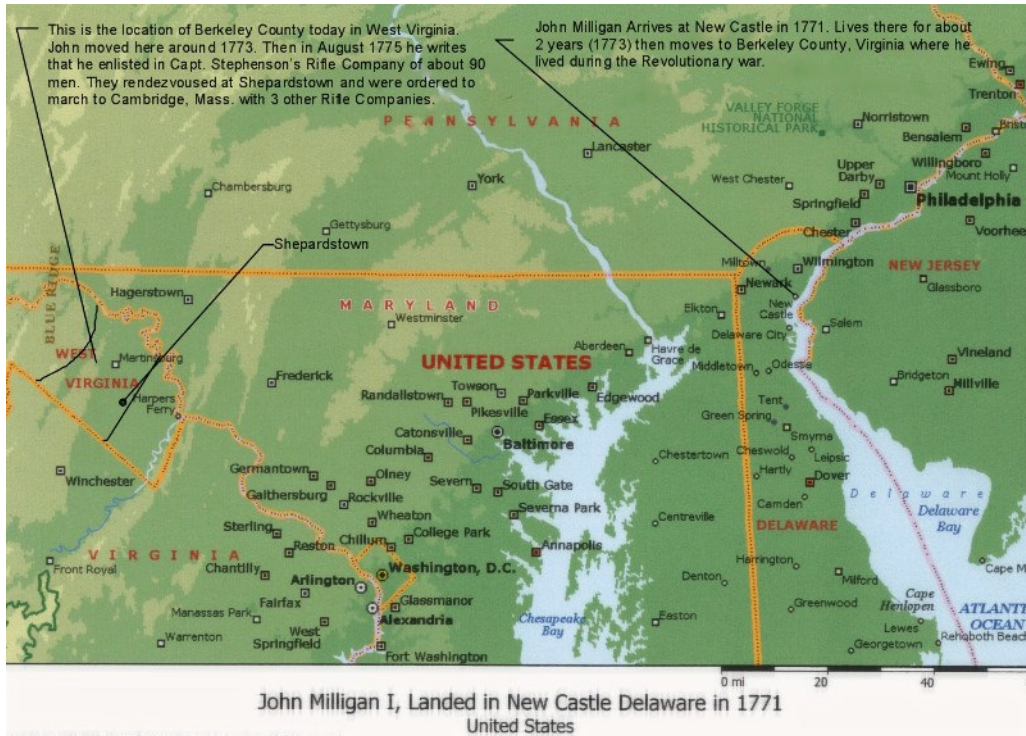 This is the location of Berkeley County today in West Virginia.
John moved here around 1773. Then in August 1775 he writes
that he enlisted in Capt. Stephenson's Rifle Company of about 90
men. They rendezvoused at Shepardstown and were ordered to
march to Cambridge, Mass. with 3 other Rifle Companies.
John Milligan Arrives at New Castle in 1771. Lives there for about
2 years (1773) then moves to Berkeley County, Virginia where he
lived during the Revolutionary war.
Ewing
Trenton
VALLEY FORGE
NATIONAL
HISTORICAL PARK
Norristown
Bensalem
Brist
PENNSYLVANIA
Lancaster
Willingboro
Mount Holly
York
West Chester
Upper
Darby
Chambersburg
Springfield
Philadelphia
Gettysburg
Chester
Voorhee
Shepardstown
BLUE RIDGE
Milltown
Wilmington
NEW JERSEY
Newark
Glassboro
Hagerstown
MARYLAND
Elkton
New
Castle
Westminster
Delaware City
Salem
WEST
VIRGINIA
Martinsburg
UNITED STATES
Aberdeen
Havre de
Grace
Middletown
Odesse
Vineland
Bridgeton
Millville
Frederick
Towson
Randallstown
Parkville
Edgewood
Harpers
Ferry
Pikesville
Tent
Green Spring
Essex
Catonsville
Baltimore
Smyrna
Columbia
Chestertown
Cheswold
Leipsic
Winchester
Germantown
Olney
Hartly
Dover
Gaithersburg
Severn
South Gate
Rockville
Camden
Delaware
Delaware
Bay
Severna Park
Wheaton
Centreville
DELAWARE
Sterling
College Park
VIRGINIA
Reston
Chillum
Annapolis
Front Royal
Chantilly
Washington, D.C.
Harrington
Cape M
Arlington
Denton
Milford
Fairfax
Glassmanor
Greenwood
Cape
Henlopen
ATLANTI
OCEAN
Manassas Park
Alexandria
Chesapeake
Bay
Easton
Lewes
Warrenton
West
Springfield
Rehoboth Beach
Georgetown
Fort Washington
0 mi
20
40
John Milligan I, Landed in New Castle Delaware in 1771
United States